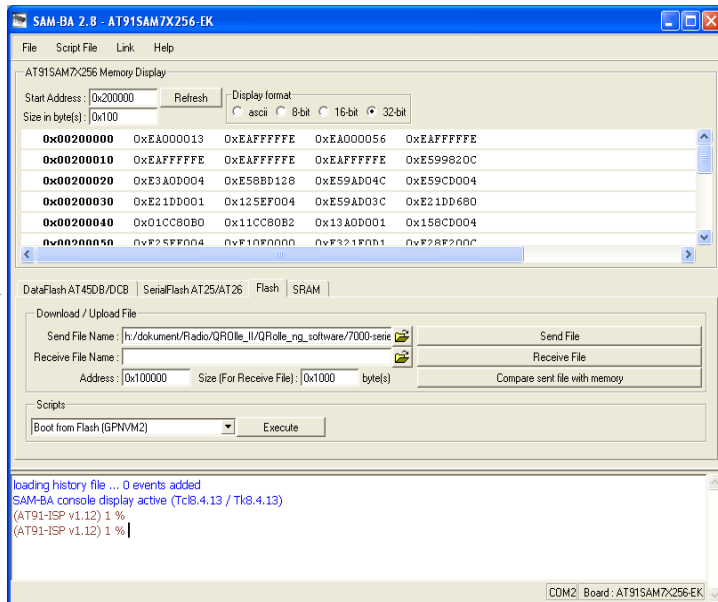 SAM-BA 2.8 - AT91SAM7X256-EK
File Script File Link Help
AT91SAM7X256 Memory Display
Start Address : 0x200000 Refresh
Size in byte(s) : 0x100
Display format
ascii 8-bit 16-bit 32-bit
0x00200000 0xEA000013 0xEAFFFFFE 0xEA000056 0xEAFFFFFE
0x00200010 0xEAFFFFFE 0xEAFFFFFE 0xEAFFFFFE 0xE599820C
0x00200020 0xE3A0D004 0xE58BD128 0xE59AD04C 0xE59CD004
0x00200030 0xE21DD001 0x125EF004 0xE59AD03C 0xE21DD680
0x00200040 0x01CC80B0 0x11CC80B2 0x13A0D001 0x158CD004
0x00200050 0xE25EF004 0xE10F0000 0xE321F0D1 0xE28F200C
DataFlash AT45DB/DCB SerialFlash AT25/AT26 Flash SRAM
Download / Upload File
Send File Name : h:/dokument/Radio/QROlle_II/QRolle_ng_software/7000-serie Send File
Receive File Name : Receive File
Address : 0x100000 Size (For Receive File) : 0x1000 byte(s) Compare sent file with memory
Scripts
Boot from Flash (GPNVM2) Execute
loading history file ... 0 events added
SAM-BA console display active (Tcl8.4.13 / Tk8.4.13)
(AT91-ISP v1.12) 1 %
(AT91-ISP v1.12) 1 %
COM2 Board : AT91SAM7X256-EK